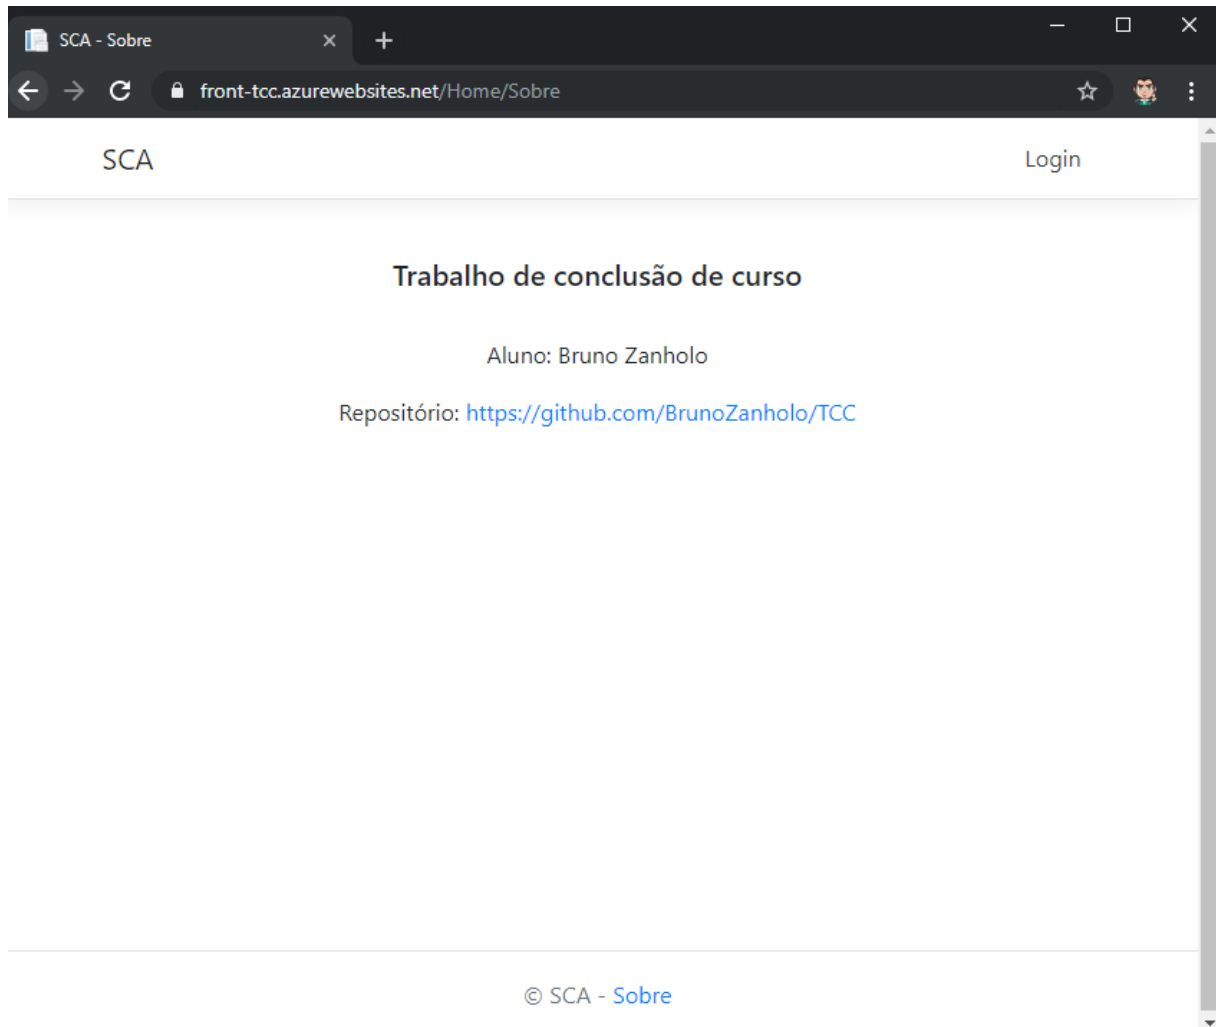 SCA - Sobre
front-tcc.azurewebsites.net/Home/Sobre
SCA
Login
Trabalho de conclusão de curso
Aluno: Bruno Zanholo
Repositório: https://github.com/BrunoZanholo/TCC
© SCA - Sobre